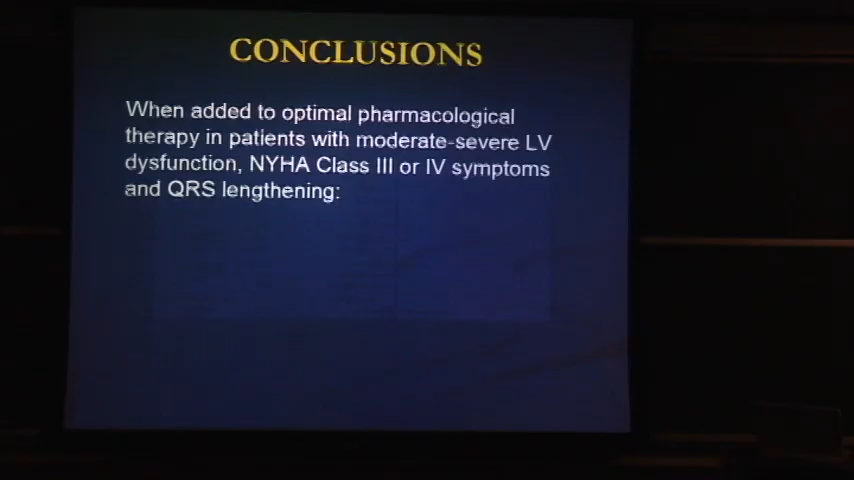 CONCLUSIONS
When added to optimal pharmacological
therapy in patients with moderate-severe LV
dysfunction, NYHA Class III or IV symptoms
and QRS lengthening: